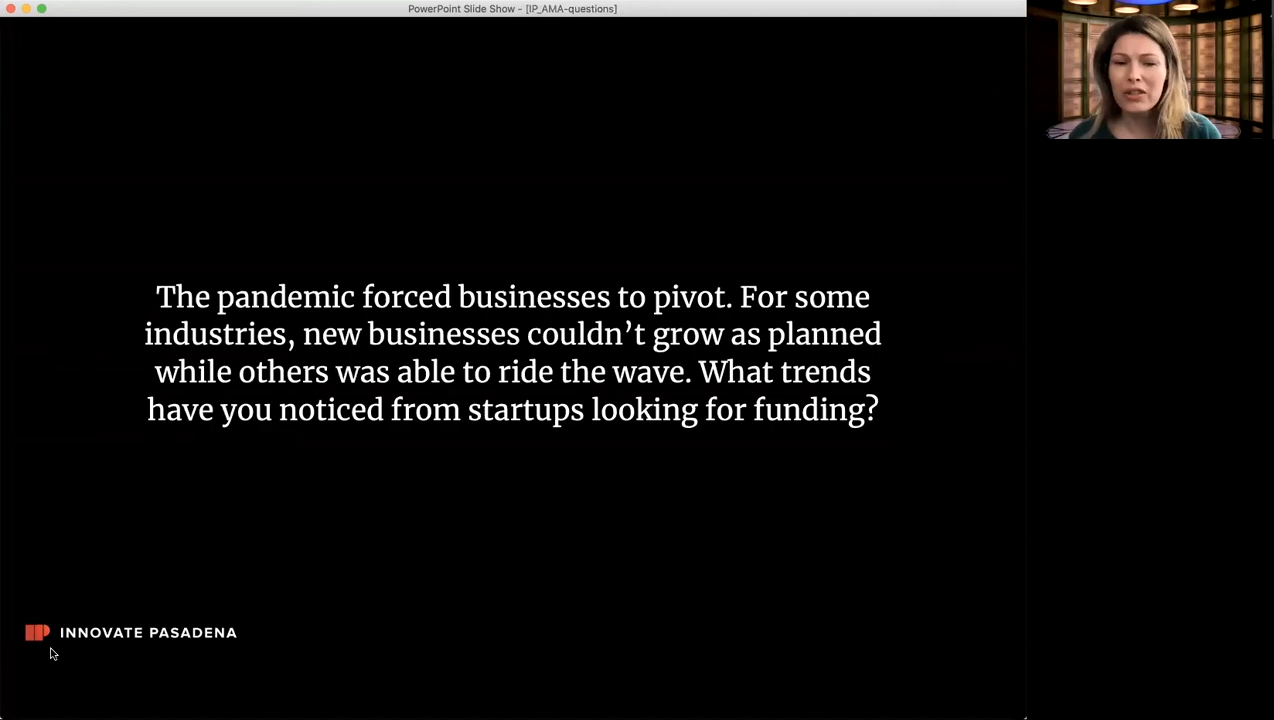 PowerPoint Slide Show - [IP_AMA-questions]
The pandemic forced businesses to pivot. For some
industries, new businesses couldn’t grow as planned
while others was able to ride the wave. What trends
have you noticed from startups looking for funding?
INNOVATE PASADENA